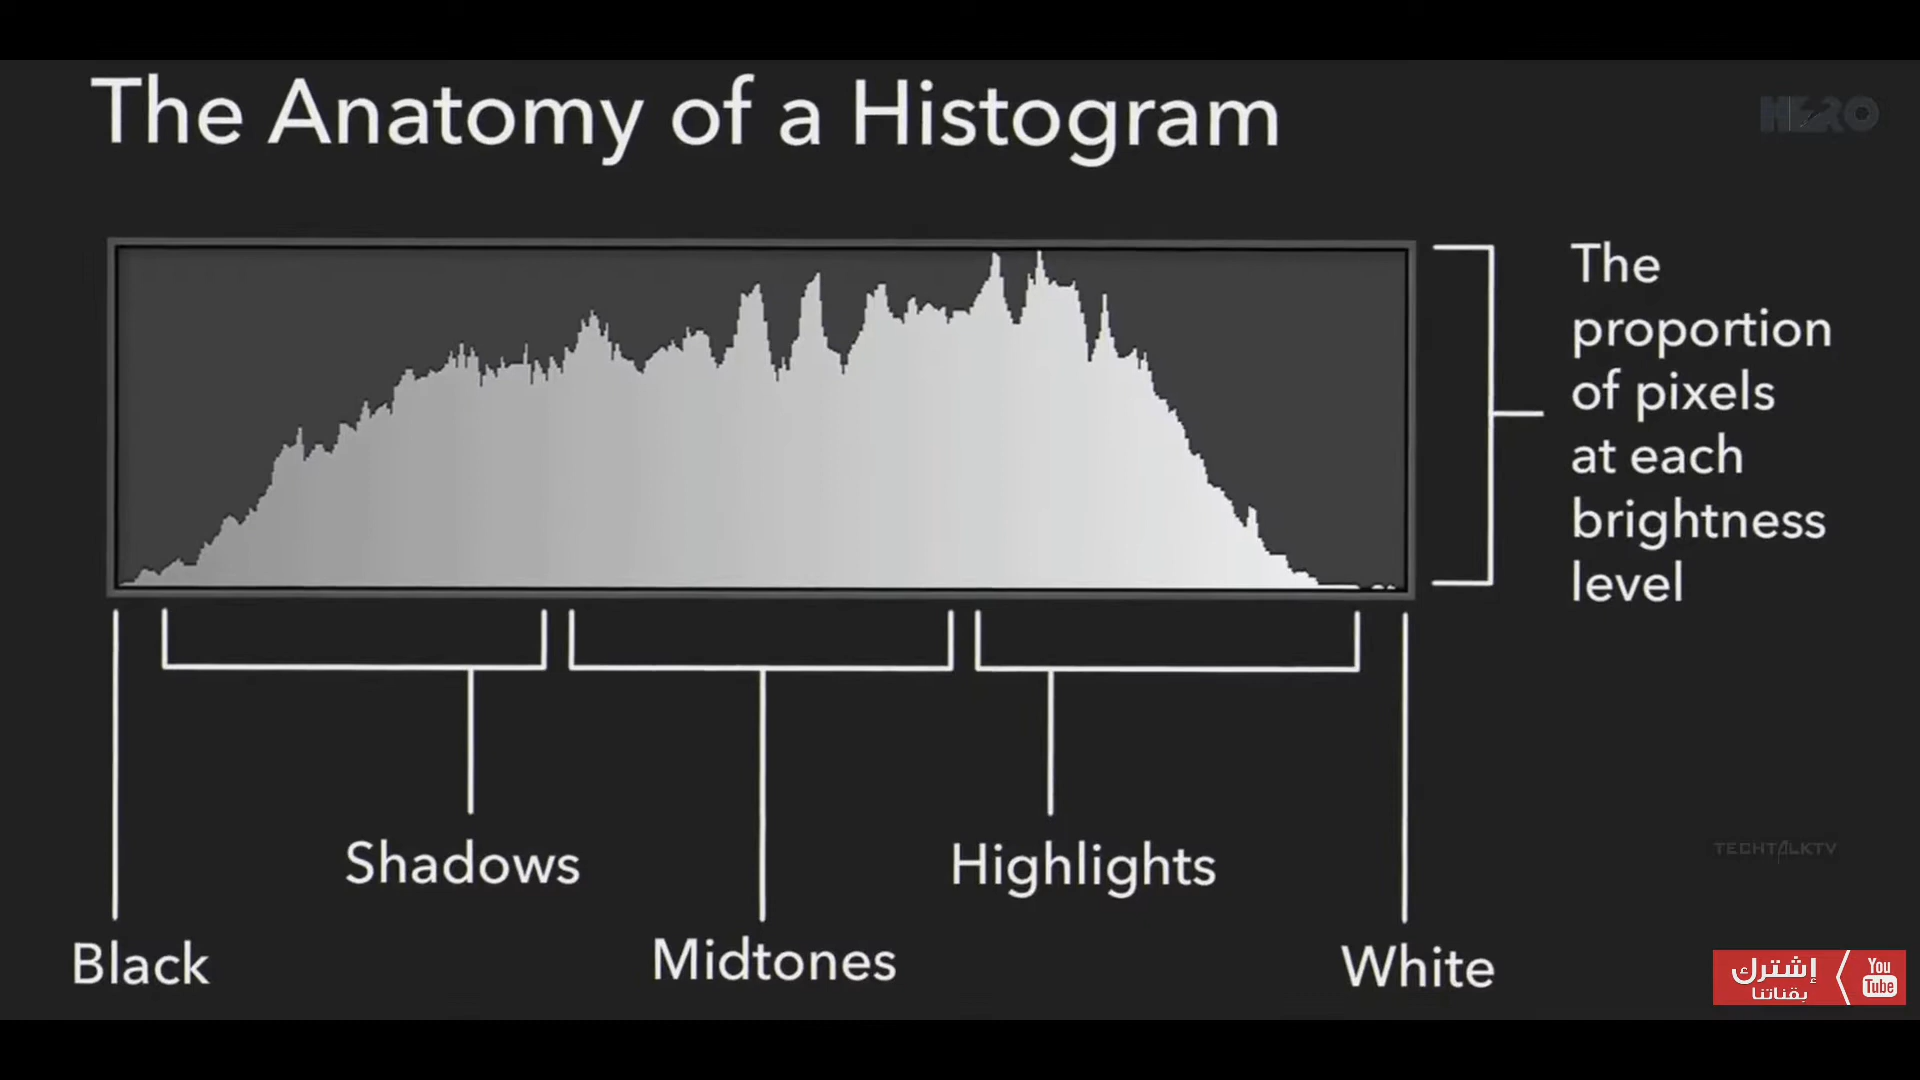 The Anatomy of a Histogram
HERO
The
proportion
of pixels
at each
brightness
level
Shadows
Highlights
TECHTALKTV
Black
Midtones
White
إشترك
بقناتنا
You
Tube